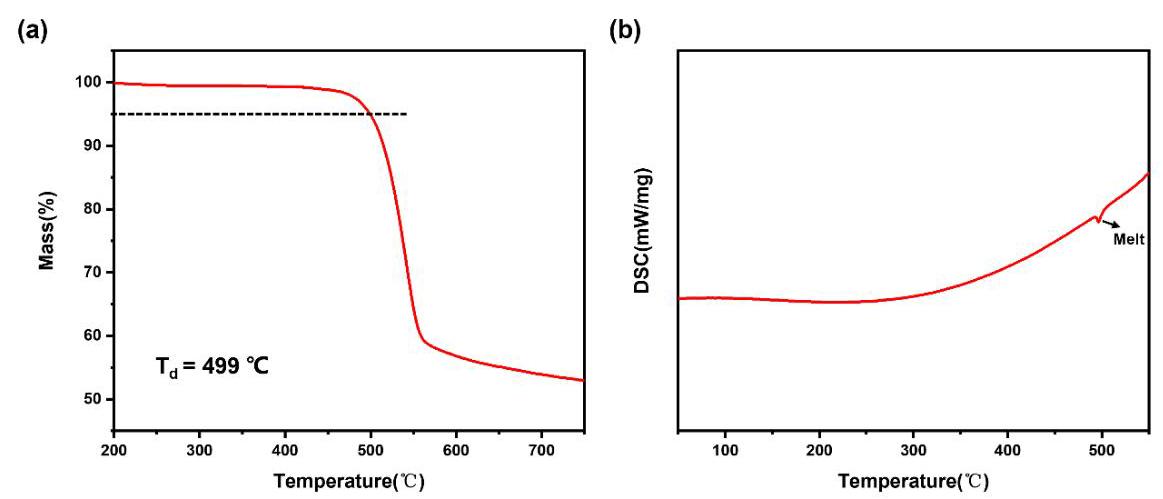 (a)
100
90
80
70
60
50
Mass(%)
T_d = 499 ℃
200 300 400 500 600 700
Temperature(℃)
(b)
DSC(mW/mg)
Melt
100 200 300 400 500
Temperature(℃)